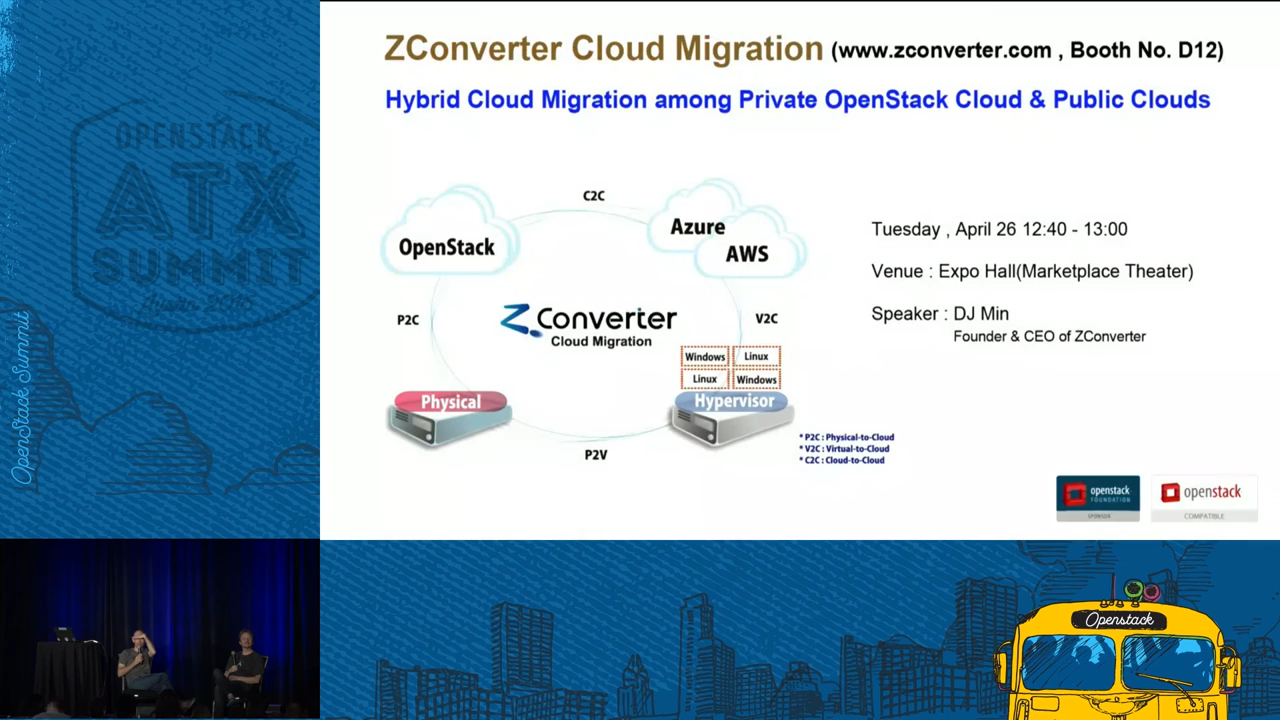 OPENSTACK
ATX
SUMMIT
Austin 2016
OpenStack Summit
ZConverter Cloud Migration (www.zconverter.com , Booth No. D12)
Hybrid Cloud Migration among Private OpenStack Cloud & Public Clouds
C2C
OpenStack
Azure
AWS
P2C
ZConverter
Cloud Migration
V2C
Windows
Linux
Linux
Windows
Physical
Hypervisor
P2V
* P2C : Physical-to-Cloud
* V2C : Virtual-to-Cloud
* C2C : Cloud-to-Cloud
Tuesday , April 26 12:40 - 13:00
Venue : Expo Hall(Marketplace Theater)
Speaker : DJ Min
Founder & CEO of ZConverter
openstack
FOUNDATION
SPONSOR
openstack
COMPATIBLE
Openstack